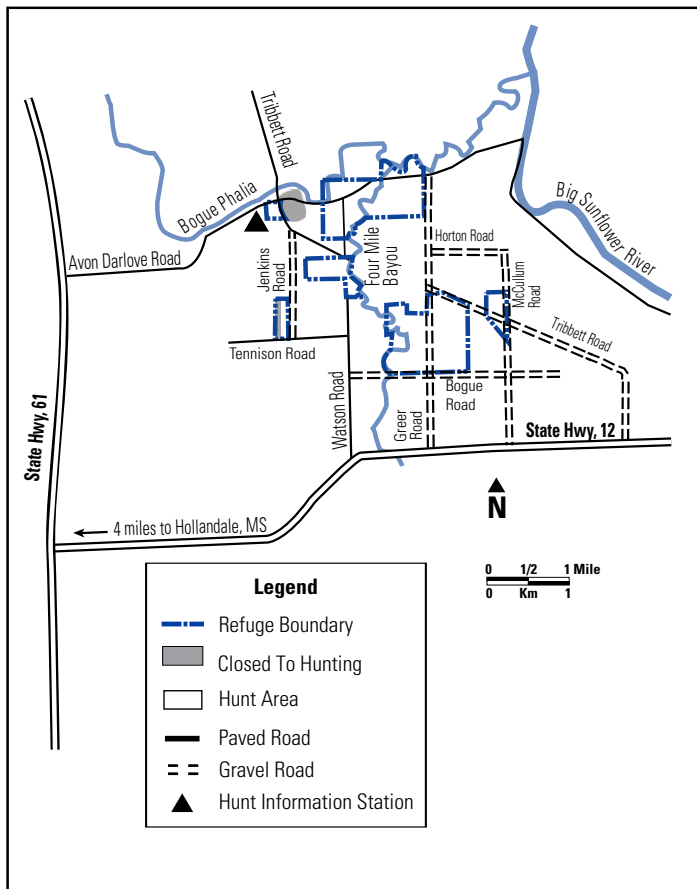 Tribbett Road
Bogue Phalia
Big Sunflower
River
Avon Darlove Road
Jenkins
Road
Four Mile
Bayou
Horton Road
McCullum
Road
Tribbett Road
Tennison Road
Watson Road
Greer
Road
Bogue
Road
State Hwy, 61
State Hwy, 12
N
4 miles to Hollandale, MS
0 1/2 1 Mile
0 Km 1
Legend
Refuge Boundary
Closed To Hunting
Hunt Area
Paved Road
Gravel Road
Hunt Information Station